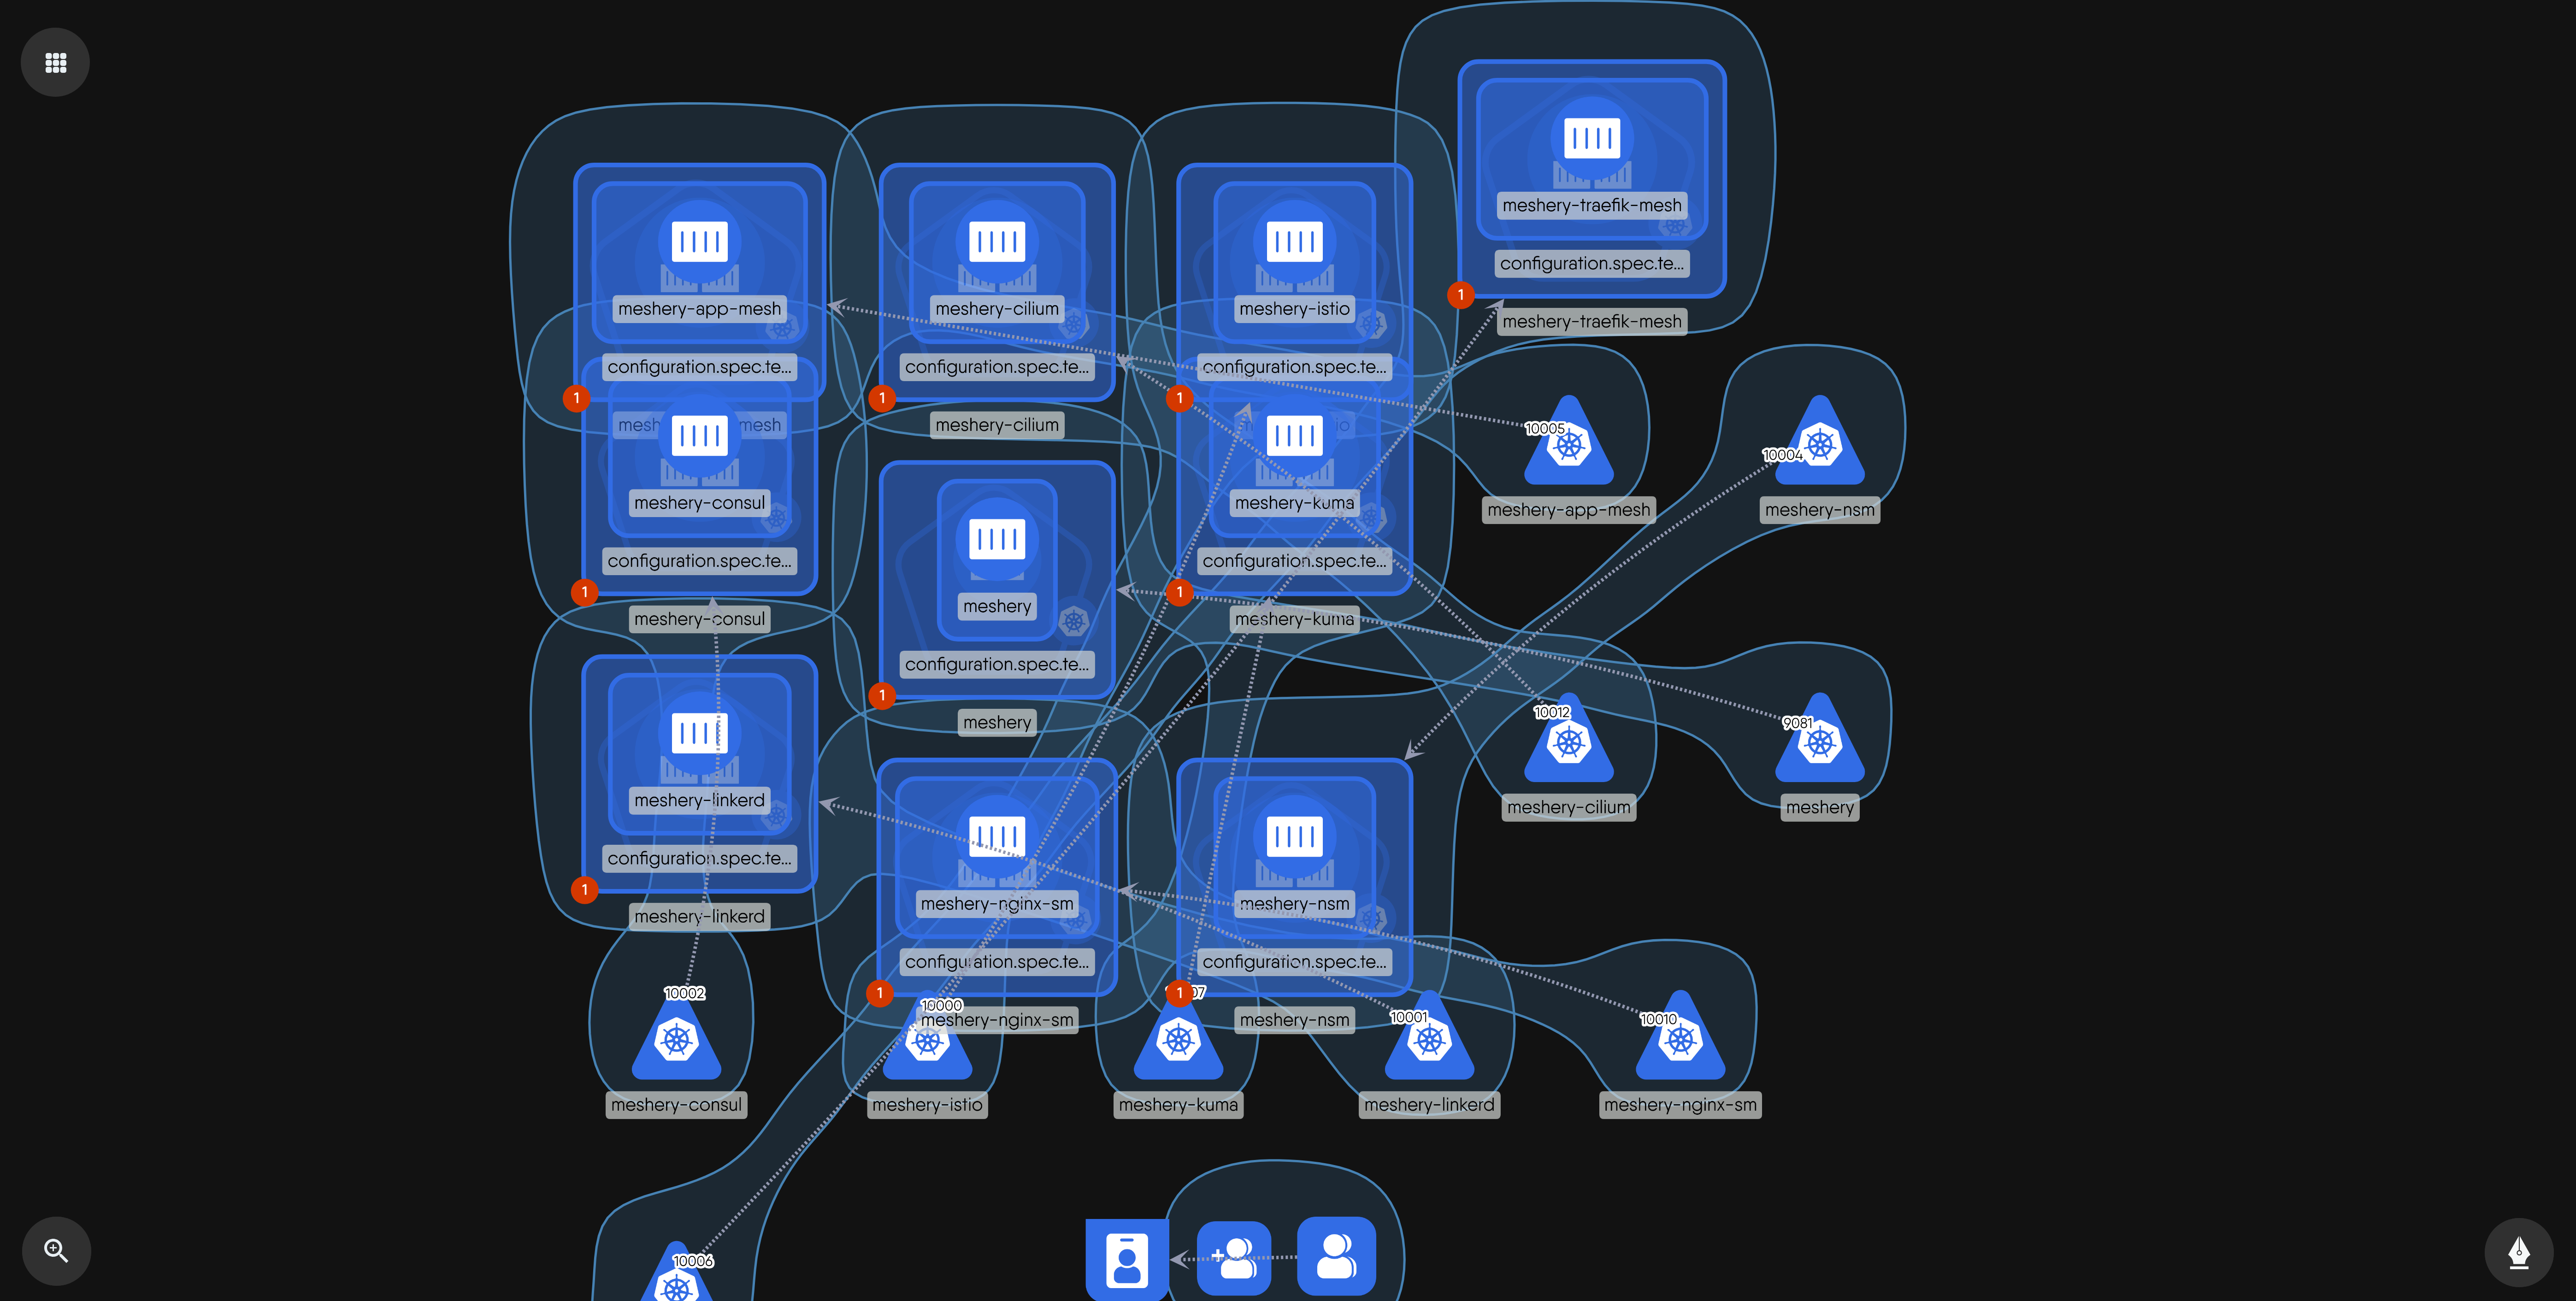 meshery-traefik-mesh
configuration.spec.te...
1
meshery-traefik-mesh
meshery-app-mesh
meshery-cilium
meshery-istio
configuration.spec.te...
configuration.spec.te...
configuration.spec.te...
1
1
1
mesh mesh
meshery-cilium
io
10005
10004
meshery-consul
meshery-kuma
meshery-app-mesh
meshery-nsm
configuration.spec.te...
configuration.spec.te...
1
1
meshery
meshery-consul
meshery-kuma
configuration.spec.te...
1
meshery
10012
9081
meshery-linkerd
meshery-cilium
meshery
configuration.spec.te...
1
meshery-linkerd
meshery-nginx-sm
meshery-nsm
configuration.spec.te...
configuration.spec.te...
10002
1
10000
1
07
10001
10010
meshery-nginx-sm
meshery-nsm
meshery-consul
meshery-istio
meshery-kuma
meshery-linkerd
meshery-nginx-sm
10006